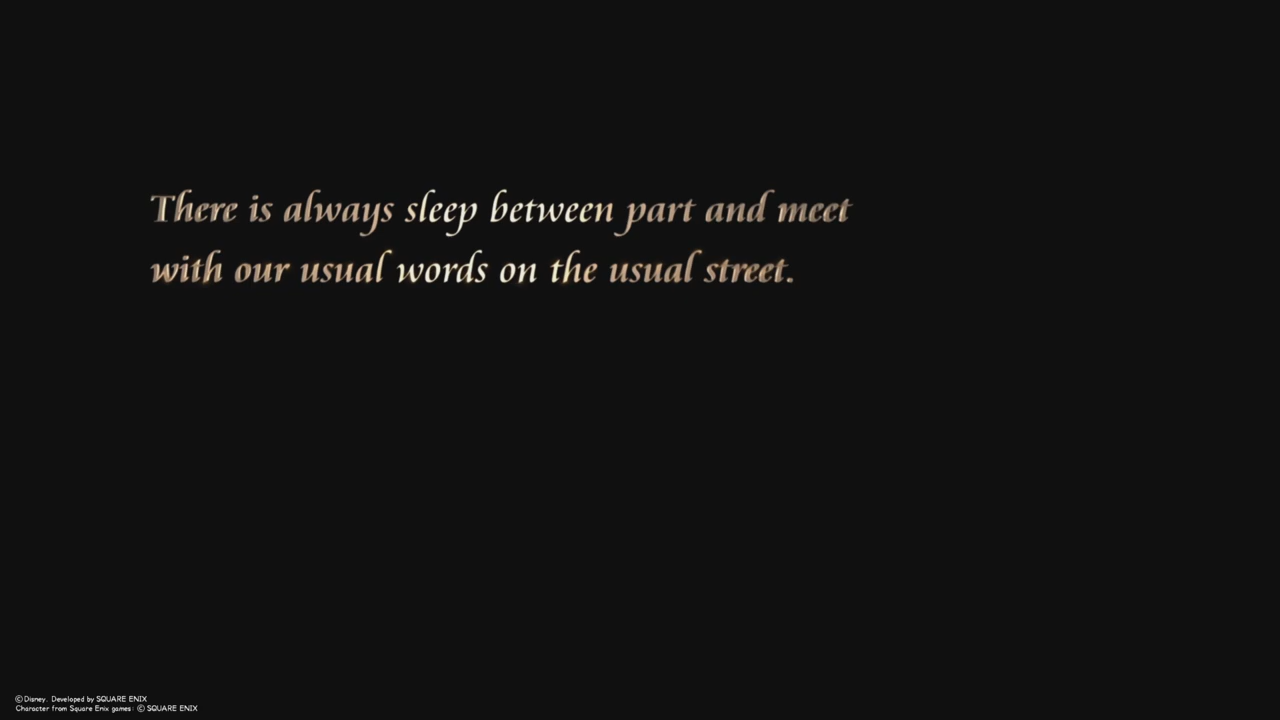 There is always sleep between part and meet
with our usual words on the usual street.
©Disney. Developed by SQUARE ENIX
Character from Square Enix games: © SQUARE ENIX